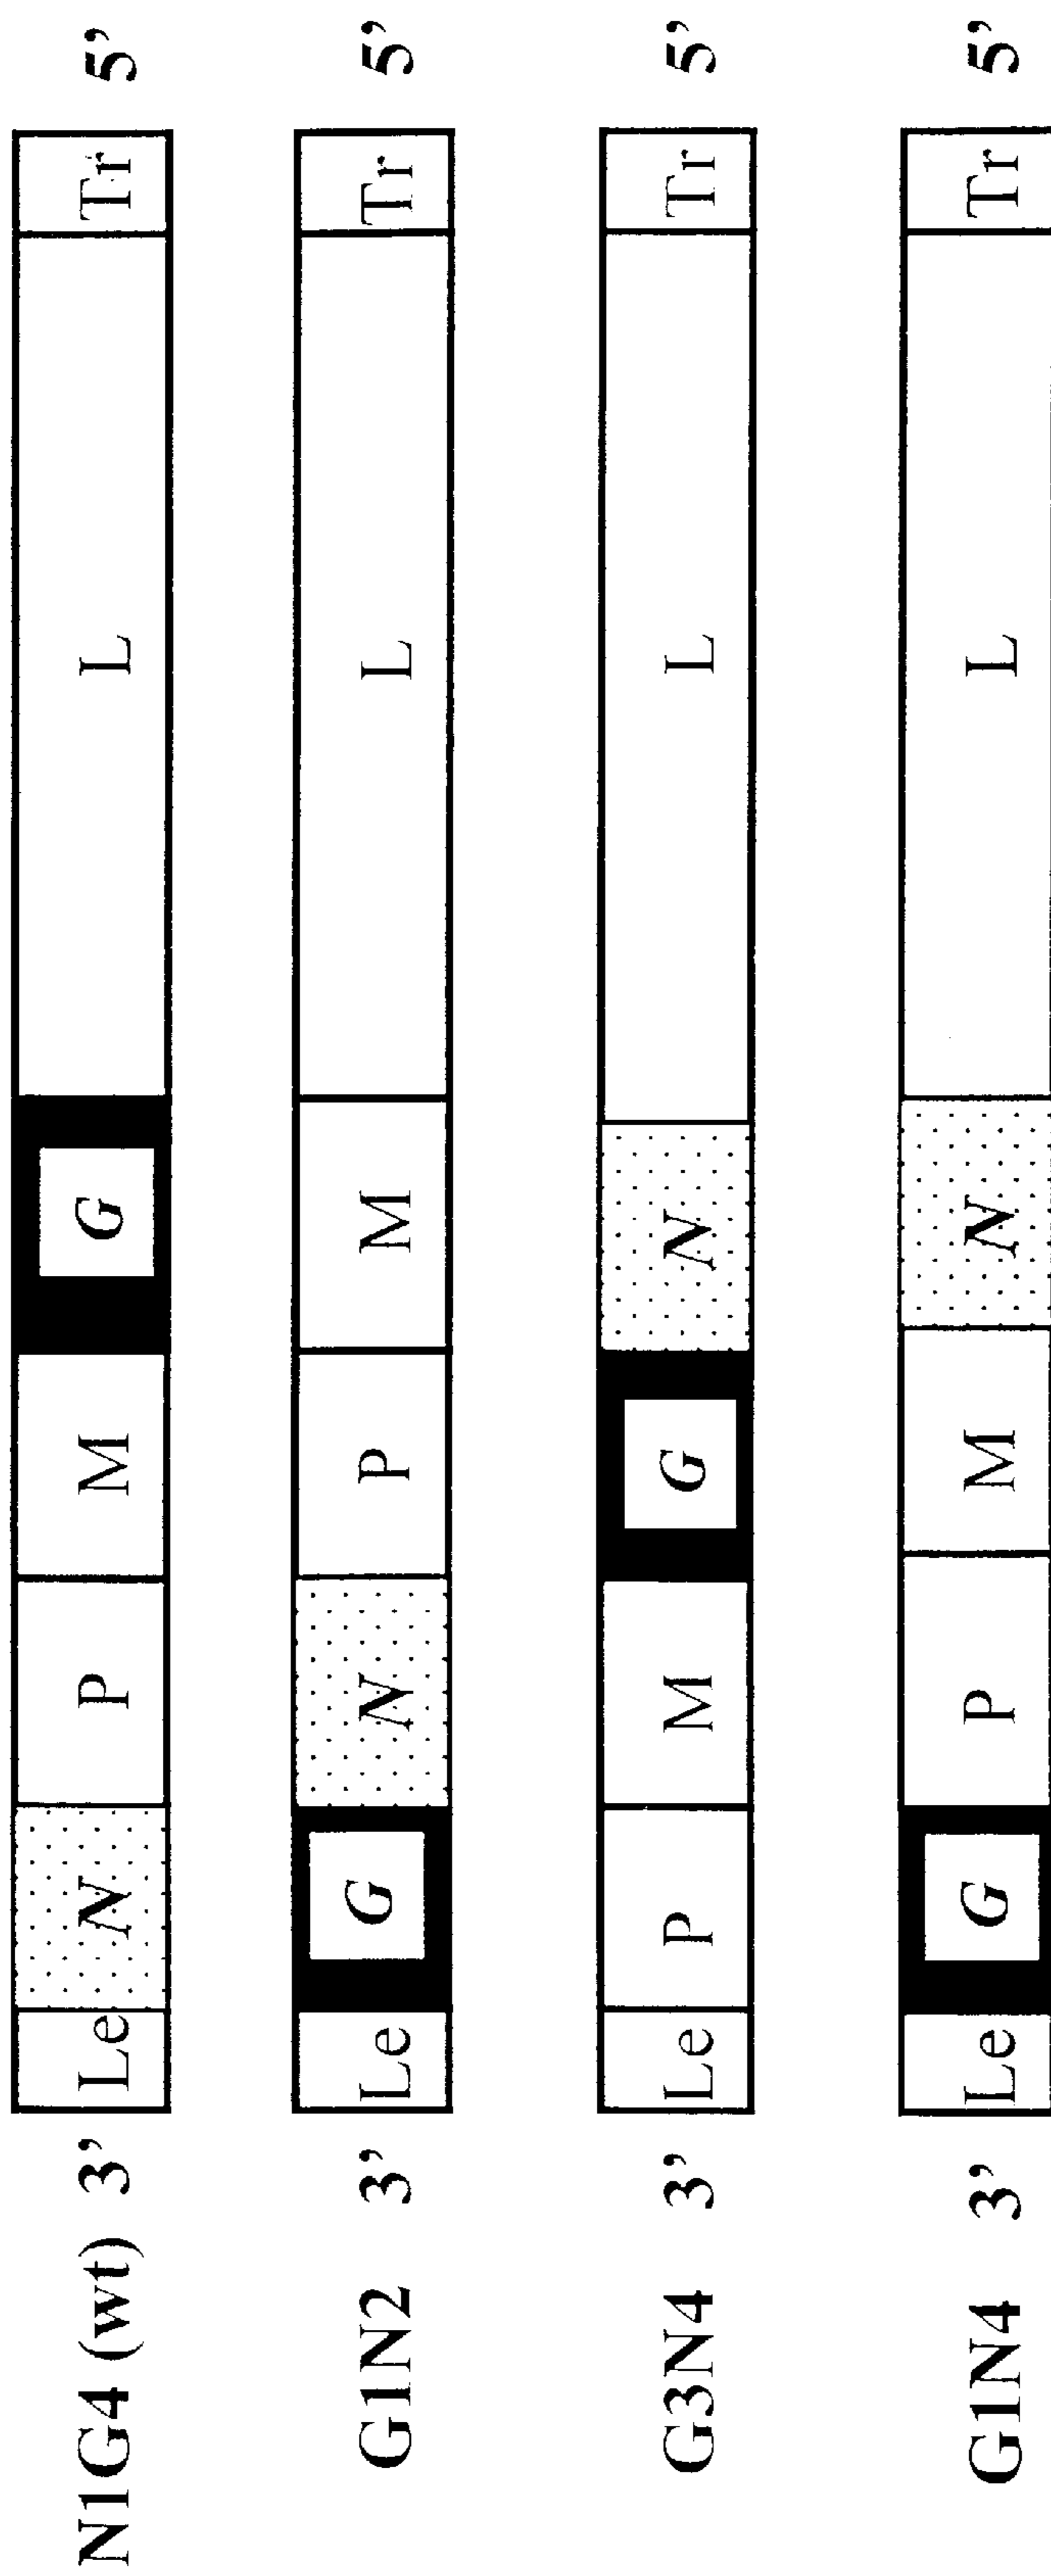 N1G4 (wt) 3’ Le N P M G L Tr 5’
G1N2 3’ Le G N P M L Tr 5’
G3N4 3’ Le P M G N L Tr 5’
G1N4 3’ Le G P M N L Tr 5’